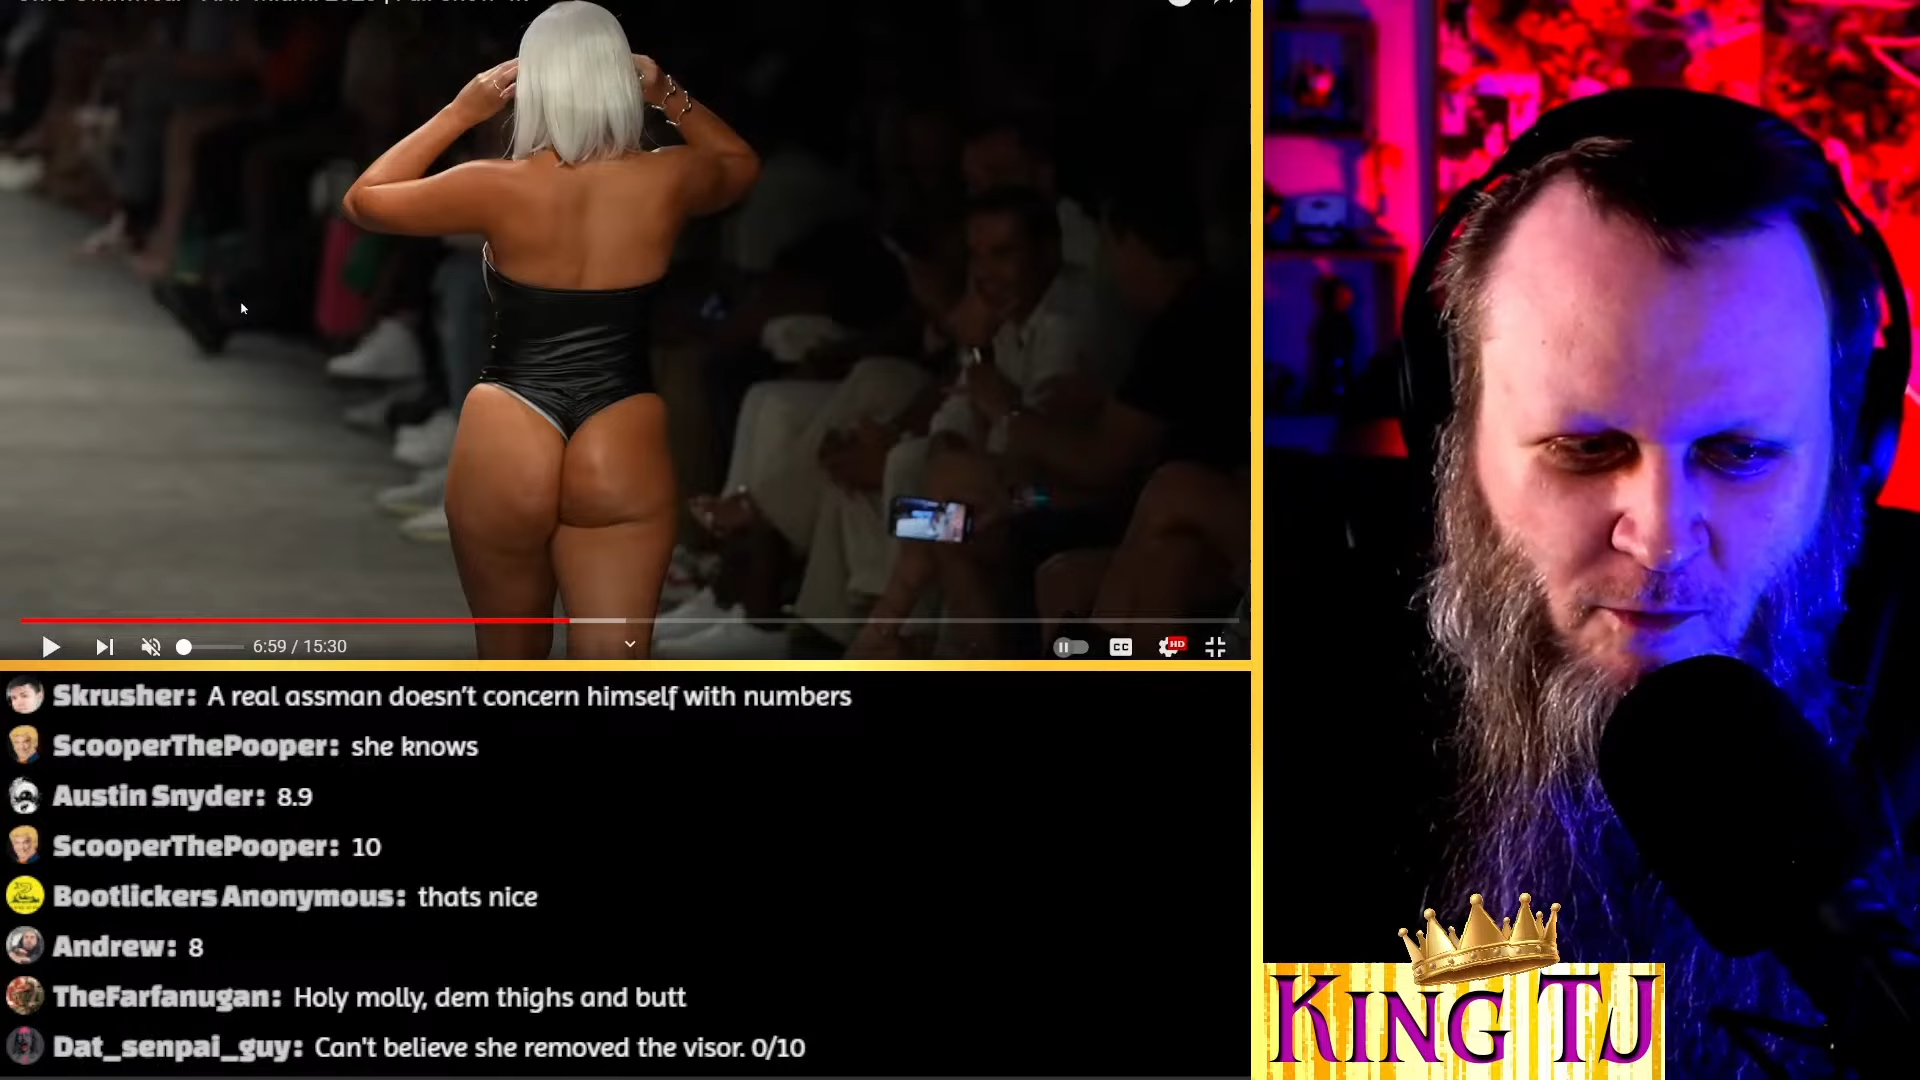 6:59 / 15:30
CC
HD
Skrusher: A real assman doesn't concern himself with numbers
ScooperThePooper: she knows
Austin Snyder: 8.9
ScooperThePooper: 10
Bootlickers Anonymous: thats nice
Andrew: 8
TheFarfanugan: Holy molly, dem thighs and butt
Dat_senpai_guy: Can't believe she removed the visor. 0/10
KING TJ